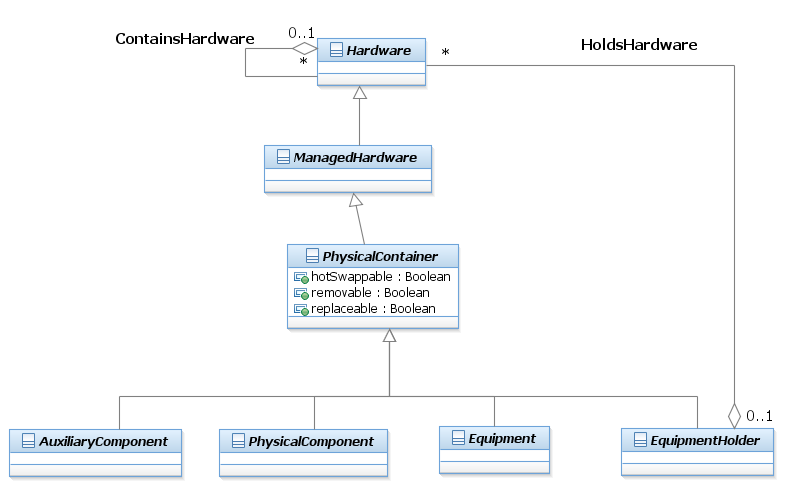 0..1
ContainsHardware
Hardware
*
*
HoldsHardware
ManagedHardware
PhysicalContainer
hotSwappable : Boolean
removable : Boolean
replaceable : Boolean
0..1
AuxiliaryComponent
PhysicalComponent
Equipment
EquipmentHolder